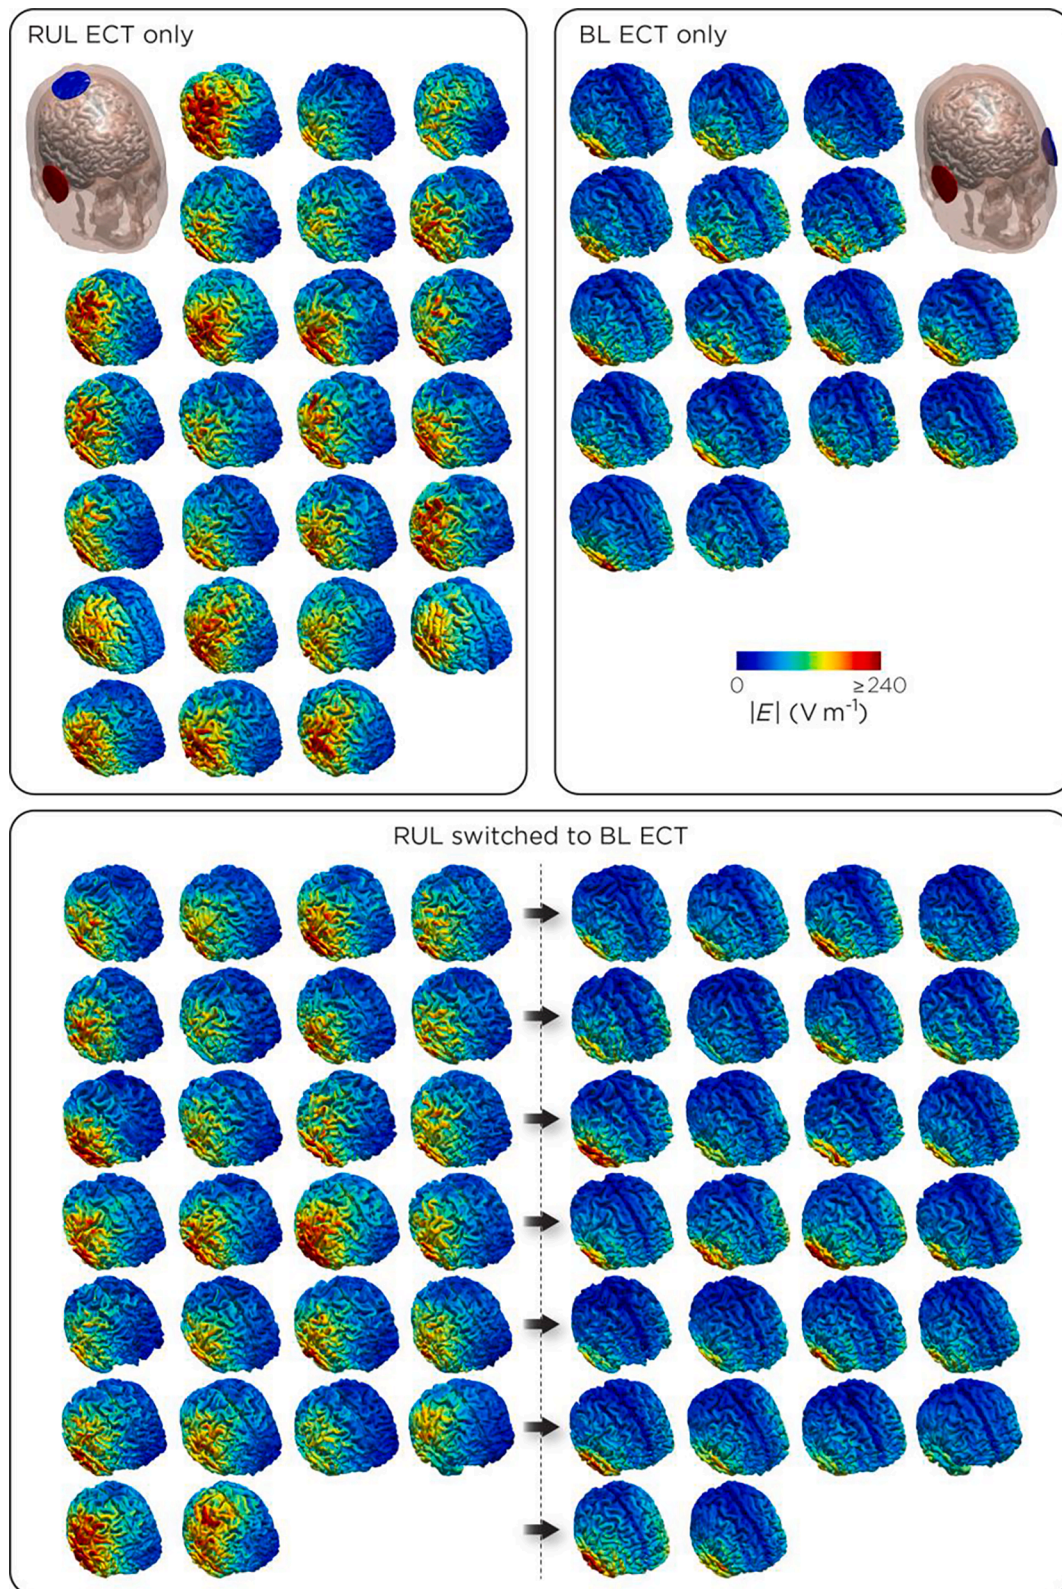 RUL ECT only
BL ECT only
0 ≥240
|E| (V m⁻¹)
RUL switched to BL ECT